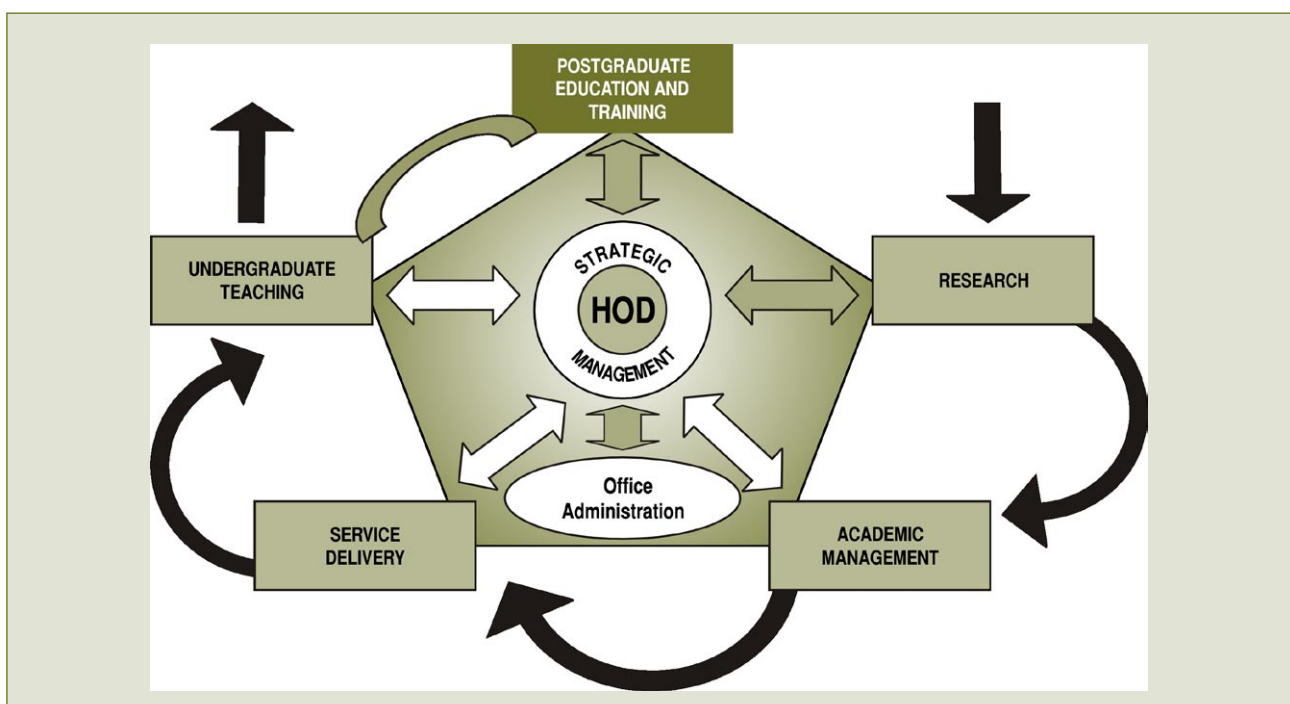 POSTGRADUATE
EDUCATION AND
TRAINING
UNDERGRADUATE
TEACHING
STRATEGIC
HOD
MANAGEMENT
RESEARCH
Office
Administration
SERVICE
DELIVERY
ACADEMIC
MANAGEMENT